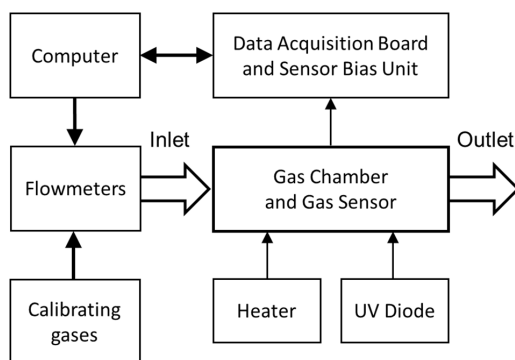 Computer
Data Acquisition Board
and Sensor Bias Unit
Inlet
Outlet
Flowmeters
Gas Chamber
and Gas Sensor
Calibrating
gases
Heater
UV Diode